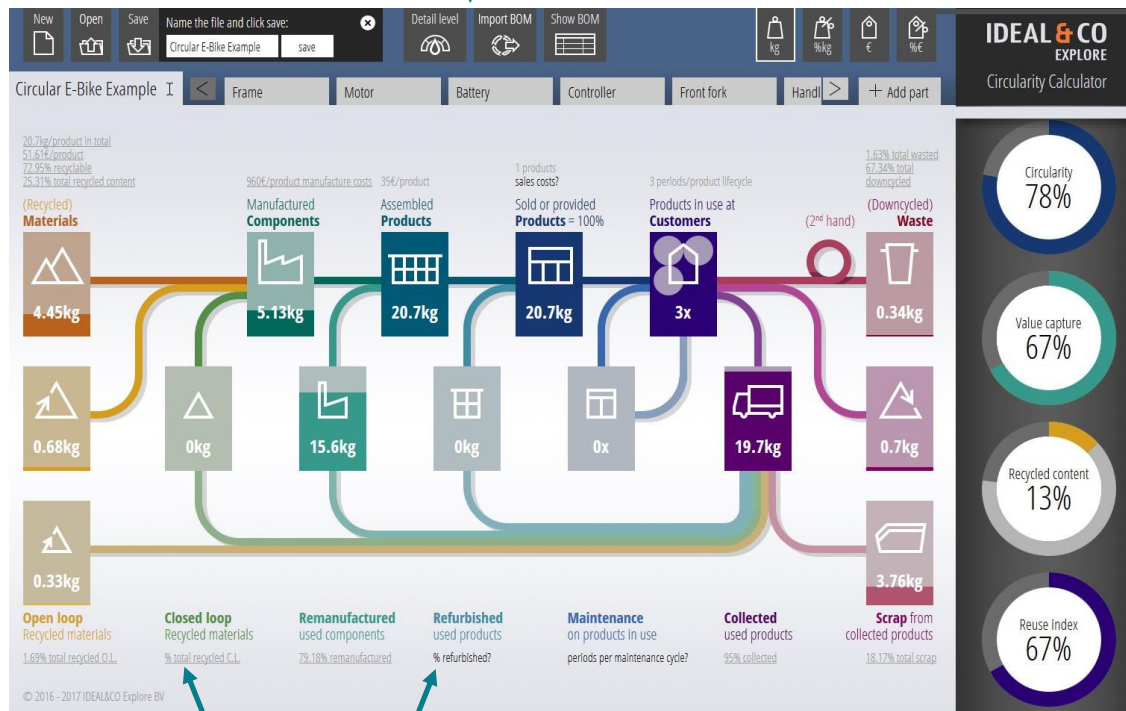 New Open Save Name the file and click save: Detail level Import BOM Show BOM
Circular E-Bike Example save
kg %kg € %€
IDEAL & CO
EXPLORE
Circularity Calculator
Circular E-Bike Example < Frame Motor Battery Controller Front fork Handl > + Add part
20.7kg/product in total
51.61€/product
72.95% recyclable
25.31% total recycled content
960€/product manufacture costs
35€/product
1 products
sales costs?
3 periods/product lifecycle
1.63% total wasted
67.34% total
downcycled
(Recycled)
Materials
Manufactured
Components
Assembled
Products
Sold or provided
Products = 100%
Products in use at
Customers
(2nd hand)
(Downcycled)
Waste
4.45kg 5.13kg 20.7kg 20.7kg 3x 0.34kg
0.68kg 0kg 15.6kg 0kg 0x 19.7kg 0.7kg
0.33kg 3.76kg
Open loop
Recycled materials
1.69% total recycled O.L.
Closed loop
Recycled materials
% total recycled C.L.
Remanufactured
used components
79.18% remanufactured
Refurbished
used products
% refurbished?
Maintenance
on products in use
periods per maintenance cycle?
Collected
used products
95% collected
Scrap from
collected products
18.17% total scrap
Circularity
78%
Value capture
67%
Recycled content
13%
Reuse index
67%
© 2016 - 2017 IDEAL&CO Explore BV